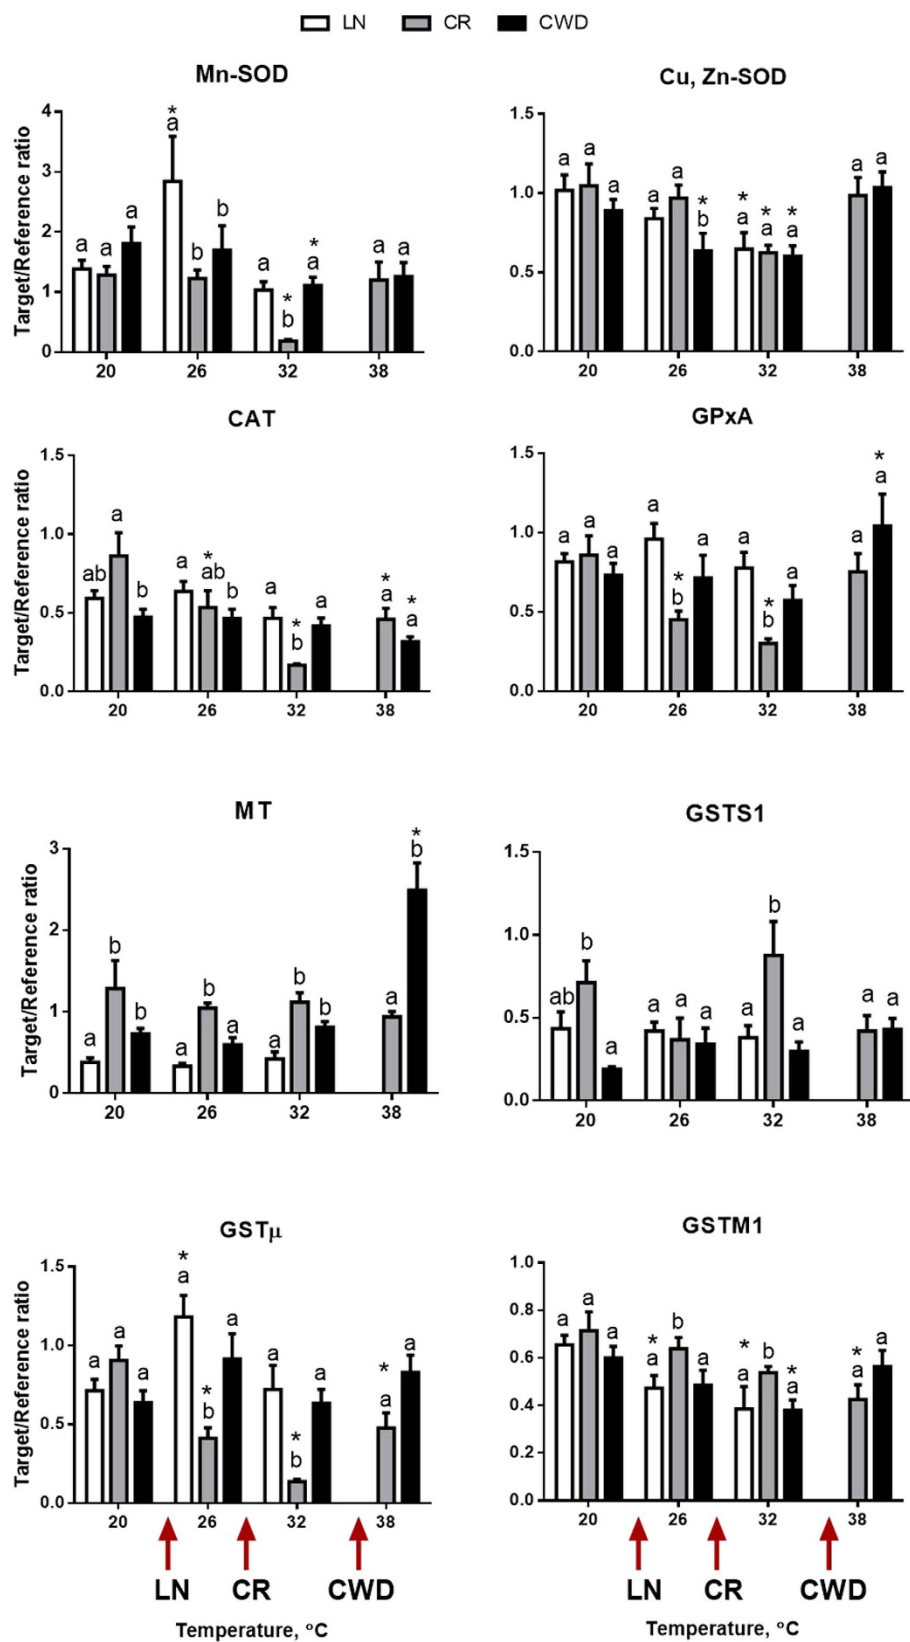 LN CR CWD
Mn-SOD
Target/Reference ratio
4
3
2
1
0
a a a * a b b a * b * a a a
20 26 32 38
Cu, Zn-SOD
1.5
1.0
0.5
0.0
a a a a a * b * a * a * a a a
20 26 32 38
CAT
Target/Reference ratio
1.5
1.0
0.5
0.0
ab a b a * ab b a * b a * a * a
20 26 32 38
GPxA
1.5
1.0
0.5
0.0
a a a a * b a a * b a a * a
20 26 32 38
MT
Target/Reference ratio
3
2
1
0
a b b a b a a b b a * b
20 26 32 38
GSTS1
1.5
1.0
0.5
0.0
ab b a a a a a b a a a
20 26 32 38
GSTμ
Target/Reference ratio
1.5
1.0
0.5
0.0
a a a * a * b a a * b a * a a
20 26 32 38
LN CR CWD
Temperature, °C
GSTM1
1.0
0.8
0.6
0.4
0.2
0.0
a a a * a b a * a b * a * a a
20 26 32 38
LN CR CWD
Temperature, °C